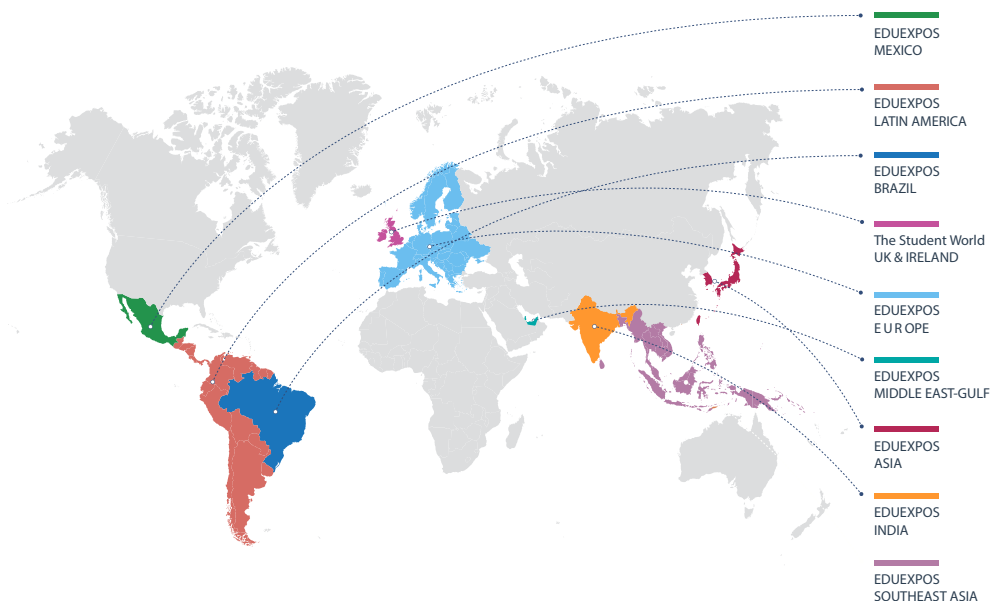 EDUEXPOS
MEXICO
EDUEXPOS
LATIN AMERICA
EDUEXPOS
BRAZIL
The Student World
UK & IRELAND
EDUEXPOS
EUROPE
EDUEXPOS
MIDDLE EAST-GULF
EDUEXPOS
ASIA
EDUEXPOS
INDIA
EDUEXPOS
SOUTHEAST ASIA